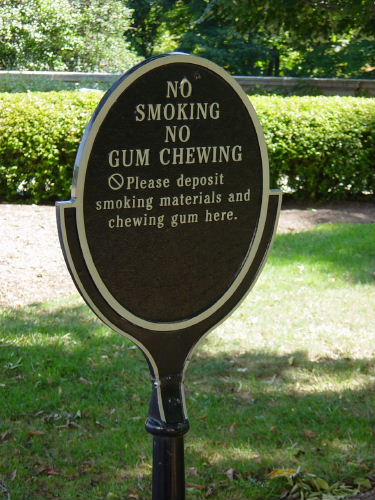 NO
SMOKING
NO
GUM CHEWING
Please deposit
smoking materials and
chewing gum here.